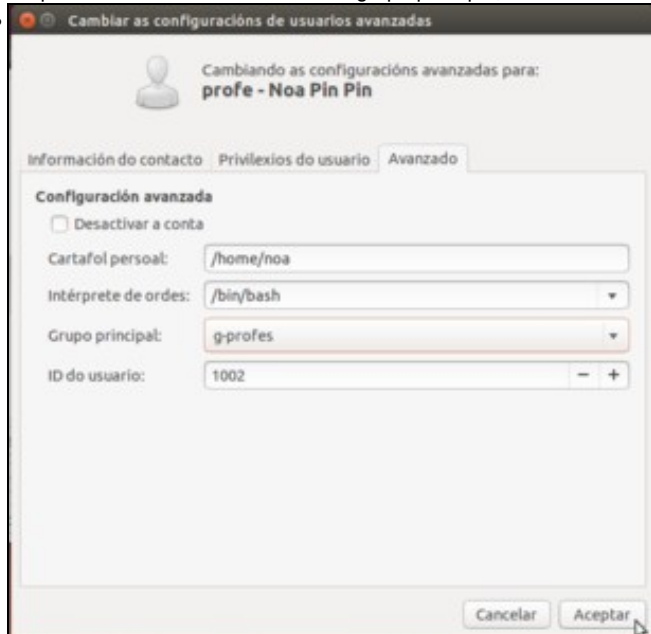 Cambiar as configuracións de usuarios avanzadas
Cambiando as configuracións avanzadas para:
profe - Noa Pin Pin
Información do contacto Privilexios do usuario Avanzado
Configuración avanzada
Desactivar a conta
Cartafol persoal: /home/noa
Intérprete de ordes: /bin/bash
Grupo principal: g-profes
ID do usuario: 1002 − +
Cancelar Aceptar